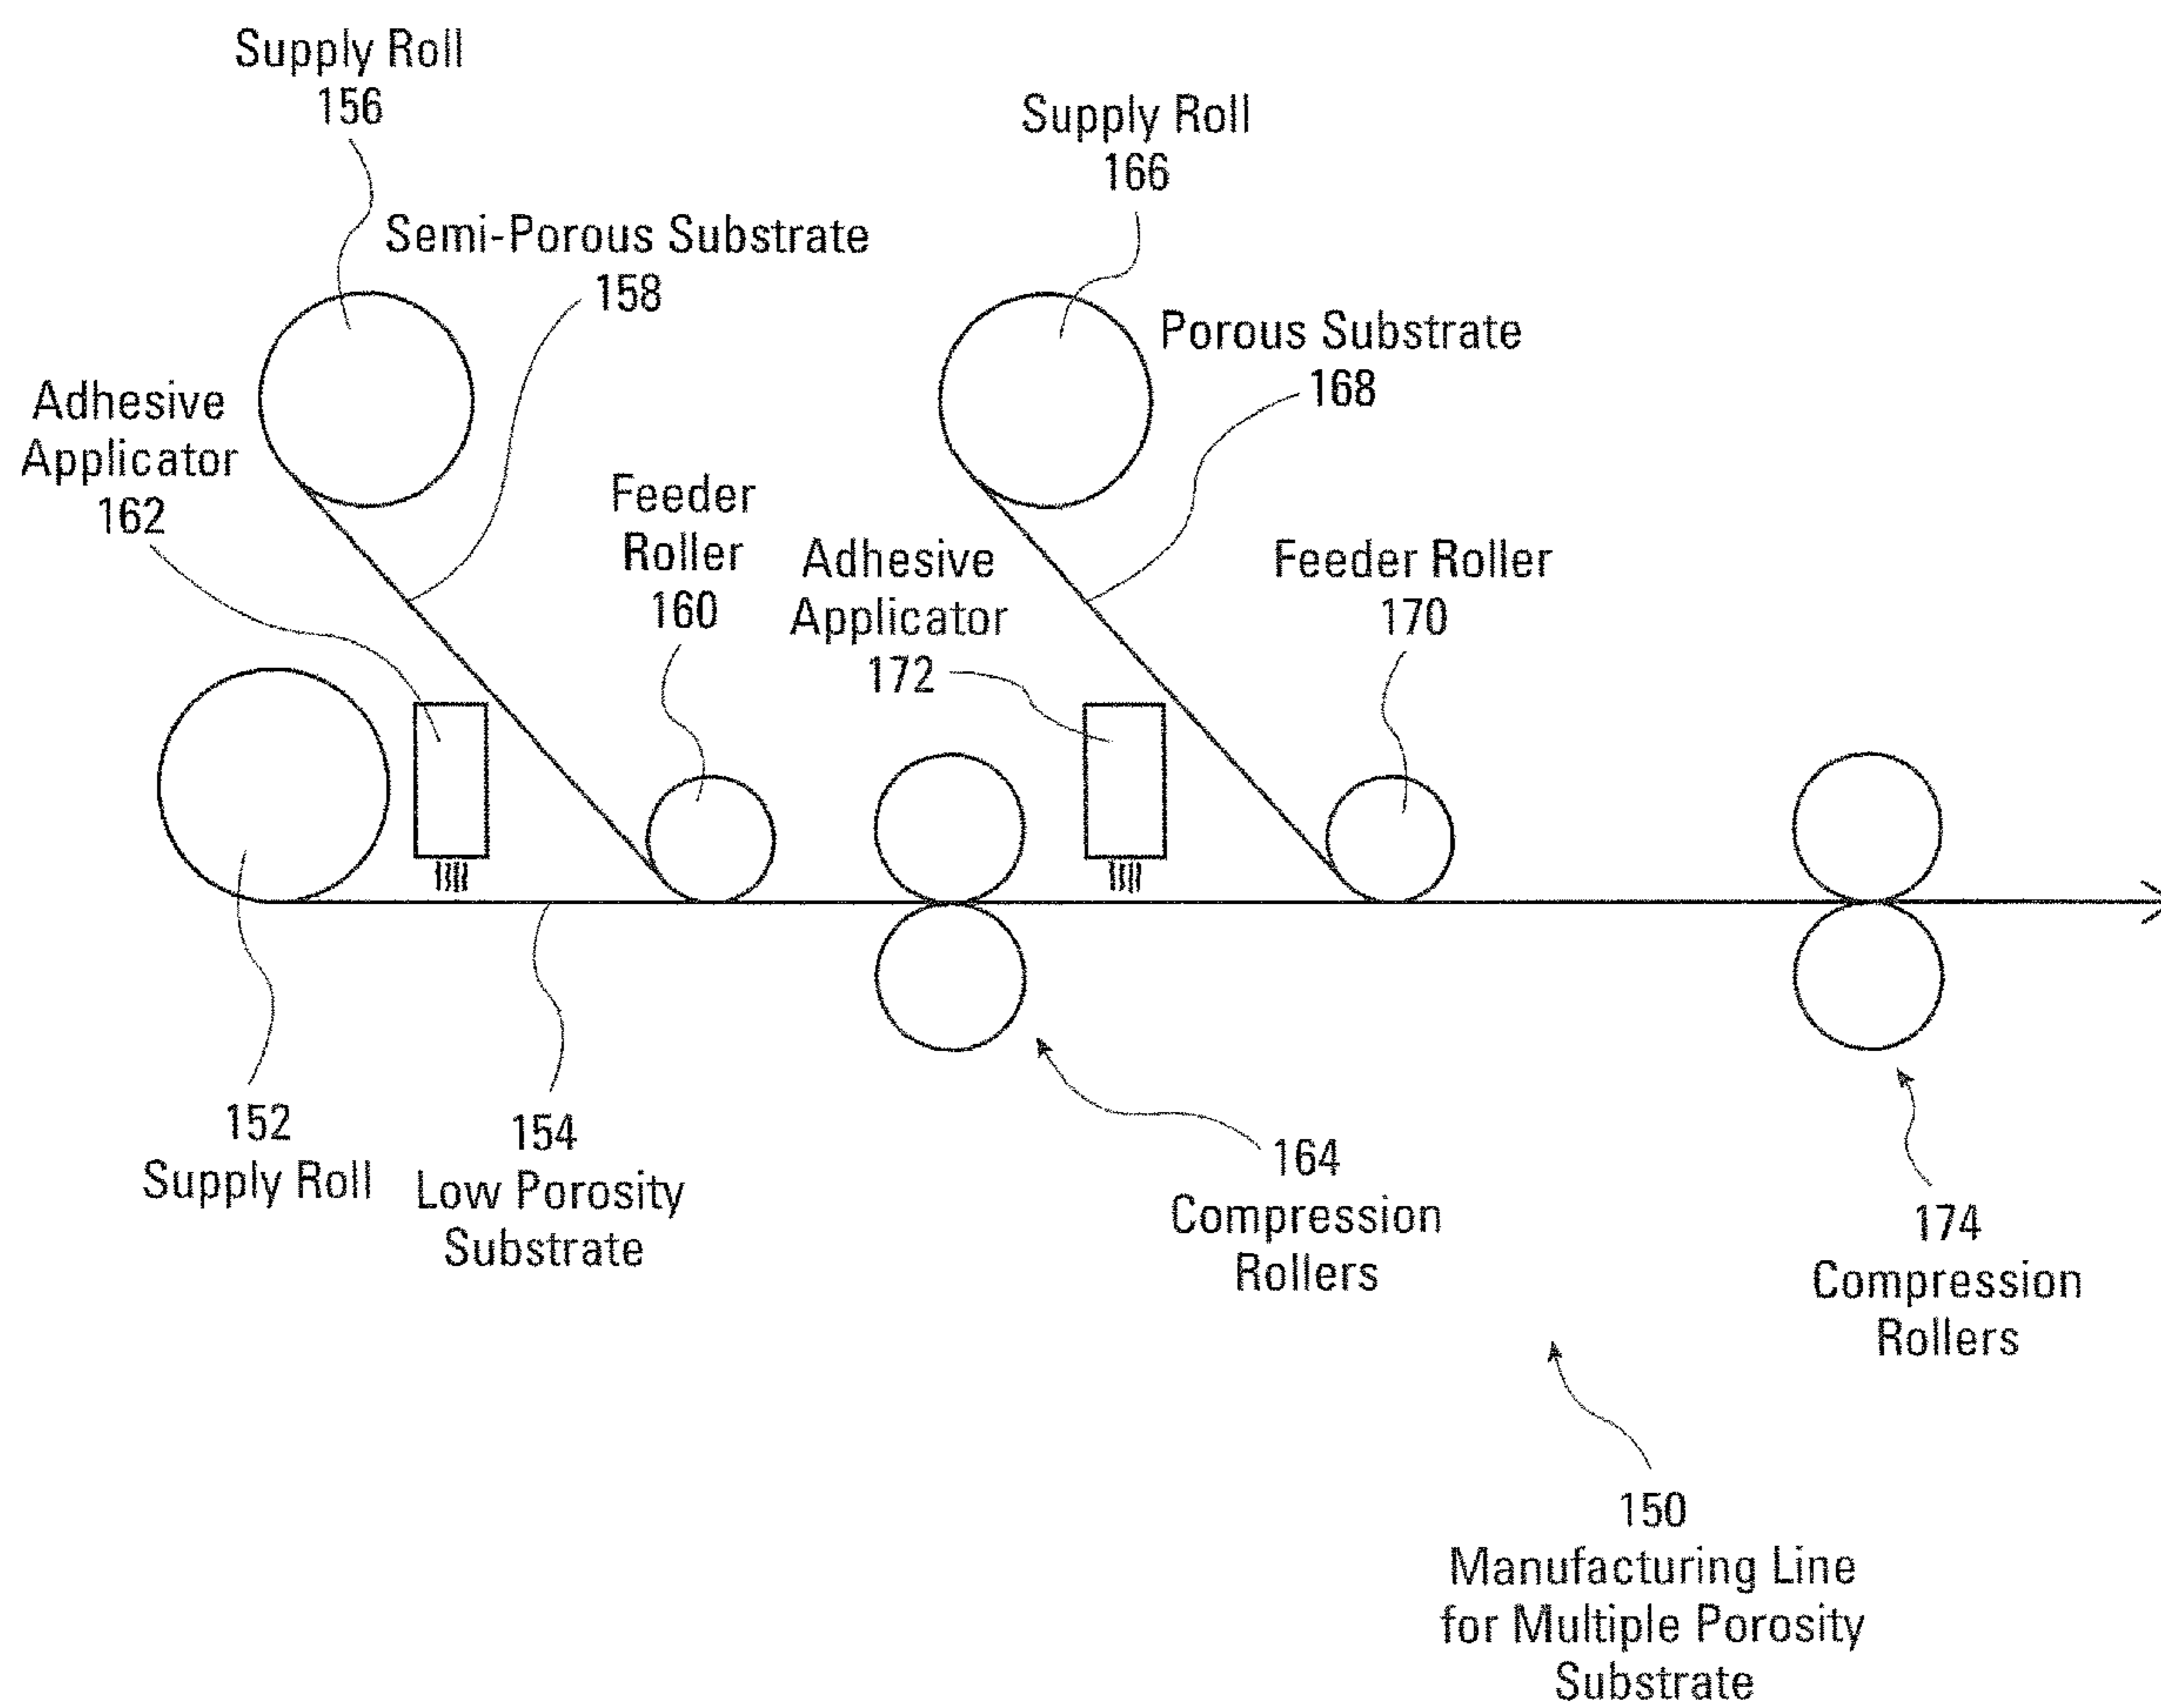 Supply Roll
156
Supply Roll
166
Semi-Porous Substrate
158
Porous Substrate
168
Adhesive
Applicator
162
Feeder
Roller
160
Adhesive
Applicator
172
Feeder Roller
170
152
Supply Roll
154
Low Porosity
Substrate
164
Compression
Rollers
174
Compression
Rollers
150
Manufacturing Line
for Multiple Porosity
Substrate